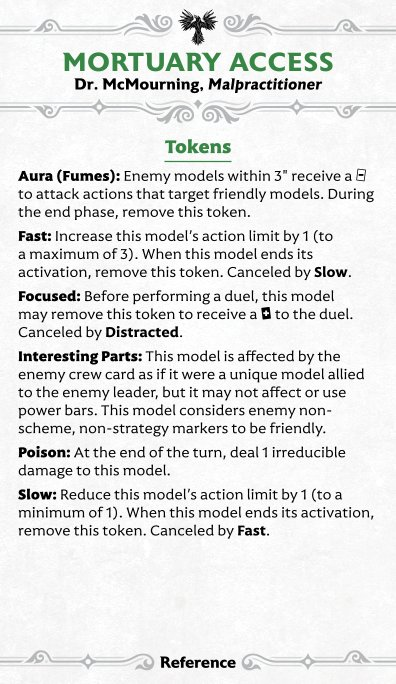 MORTUARY ACCESS
Dr. McMourning, Malpractitioner
Tokens
Aura (Fumes): Enemy models within 3" receive a
to attack actions that target friendly models. During
the end phase, remove this token.
Fast: Increase this model's action limit by 1 (to
a maximum of 3). When this model ends its
activation, remove this token. Canceled by Slow.
Focused: Before performing a duel, this model
may remove this token to receive a to the duel.
Canceled by Distracted.
Interesting Parts: This model is affected by the
enemy crew card as if it were a unique model allied
to the enemy leader, but it may not affect or use
power bars. This model considers enemy non-
scheme, non-strategy markers to be friendly.
Poison: At the end of the turn, deal 1 irreducible
damage to this model.
Slow: Reduce this model's action limit by 1 (to a
minimum of 1). When this model ends its activation,
remove this token. Canceled by Fast.
Reference